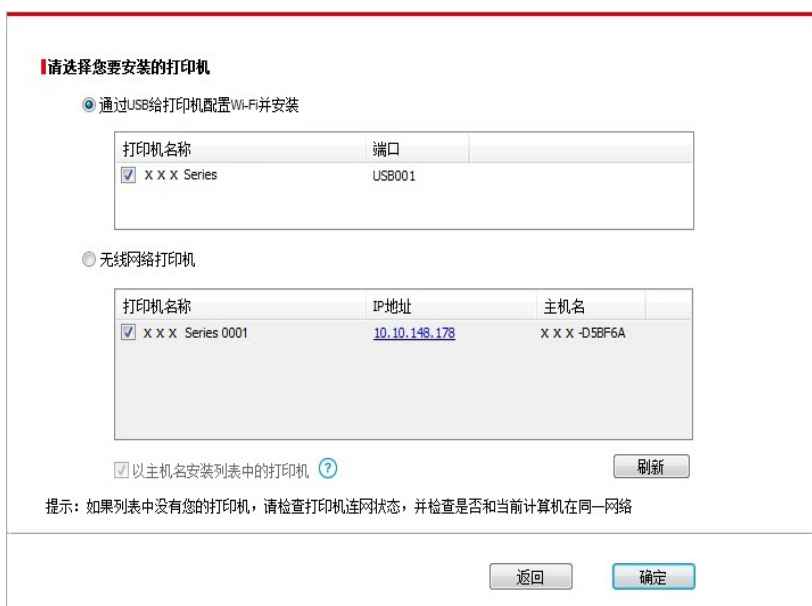 请选择您要安装的打印机
通过USB给打印机配置Wi-Fi并安装
打印机名称 端口
X X X Series USB001
无线网络打印机
打印机名称 IP地址 主机名
X X X Series 0001 10.10.148.178 X X X -D5BF6A
以主机名安装列表中的打印机 ?
刷新
提示：如果列表中没有您的打印机，请检查打印机连网状态，并检查是否和当前计算机在同一网络
返回 确定